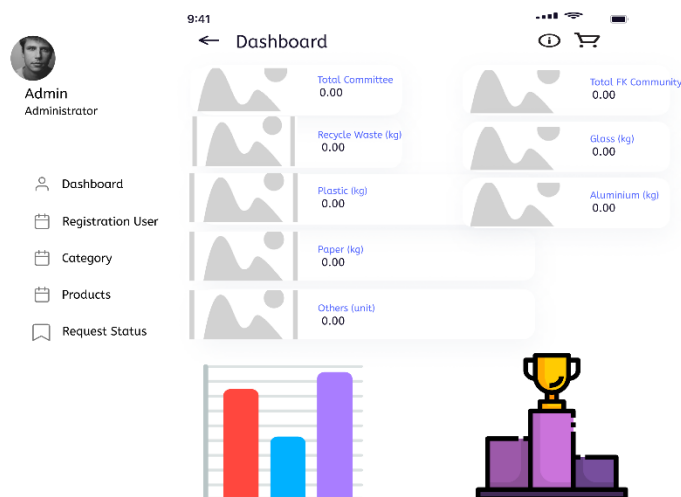 9:41
Dashboard
Admin
Administrator
Dashboard
Registration User
Category
Products
Request Status
Total Committee
0.00
Recycle Waste (kg)
0.00
Plastic (kg)
0.00
Paper (kg)
0.00
Others (unit)
0.00
Total FK Community
0.00
Glass (kg)
0.00
Aluminium (kg)
0.00